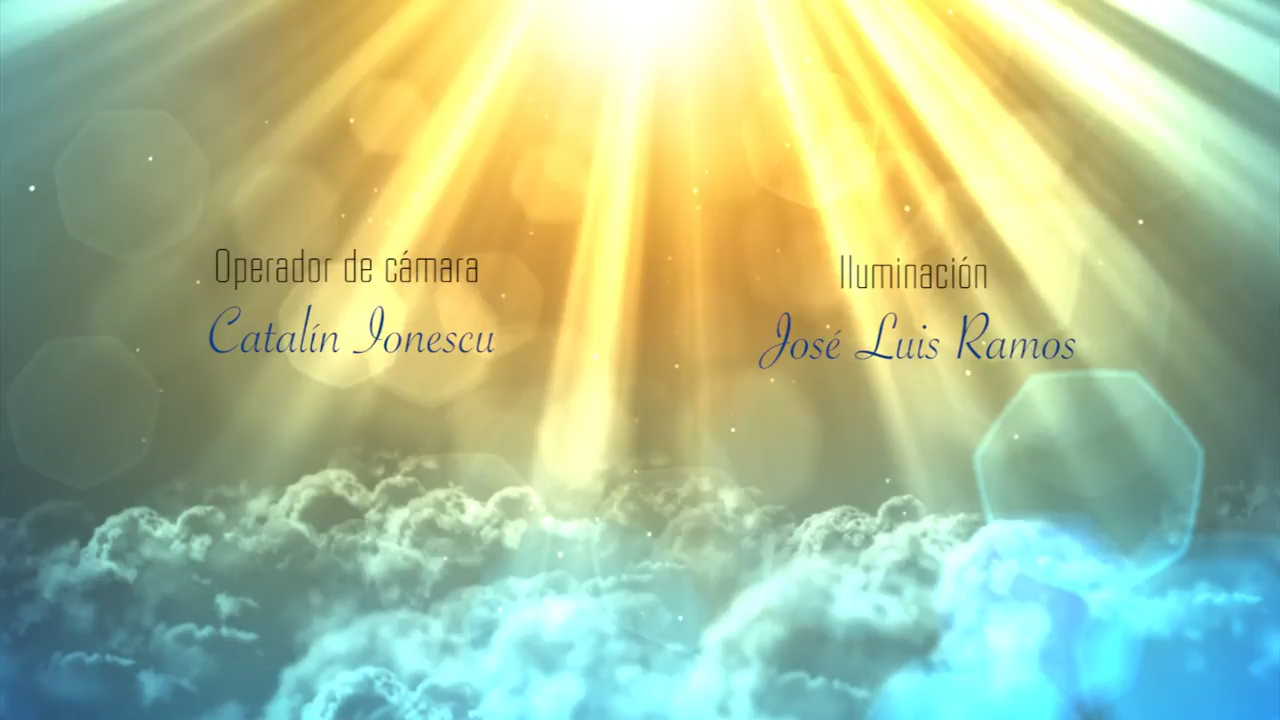 Operador de cámara
Catalín Ionescu
Iluminación
José Luis Ramos